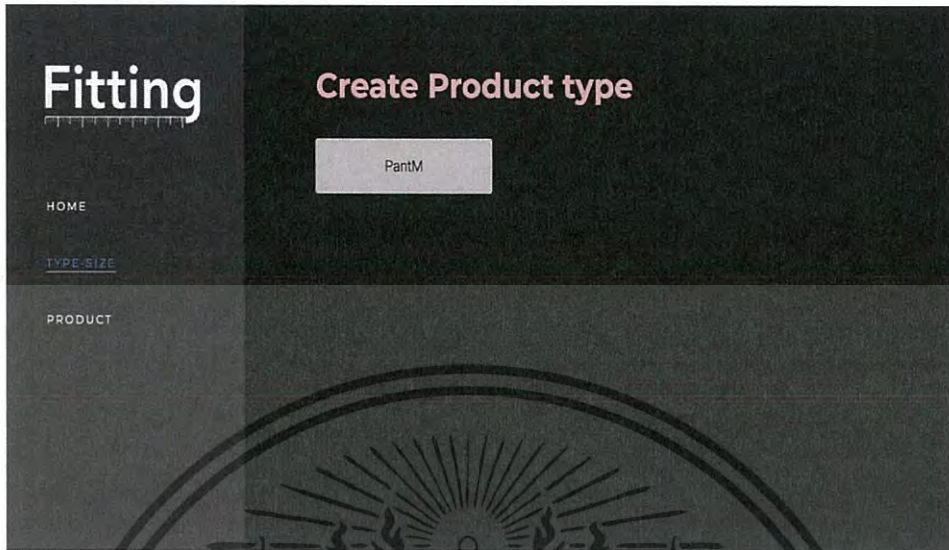 Fitting
HOME
TYPE-SIZE
PRODUCT
Create Product type
PantM